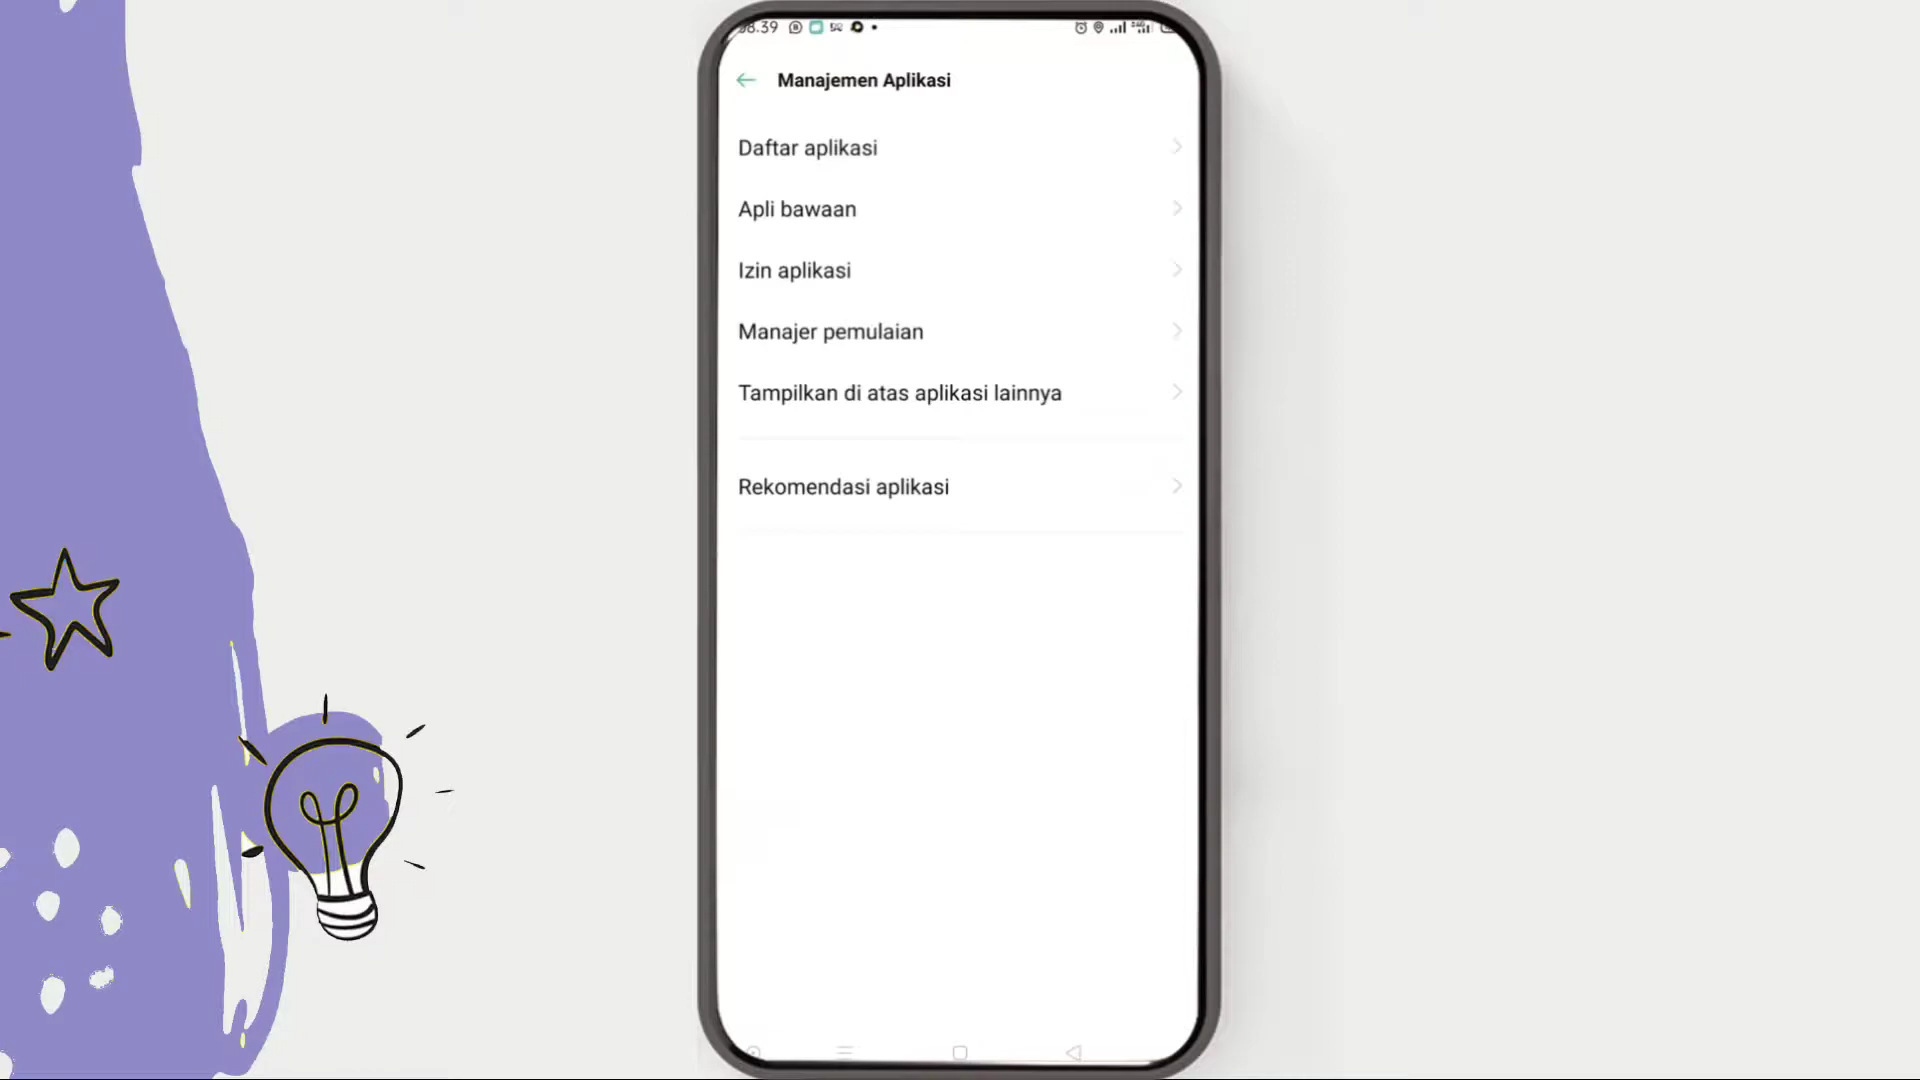 08.39
Manajemen Aplikasi
Daftar aplikasi
Apli bawaan
Izin aplikasi
Manajer pemulaian
Tampilkan di atas aplikasi lainnya
Rekomendasi aplikasi